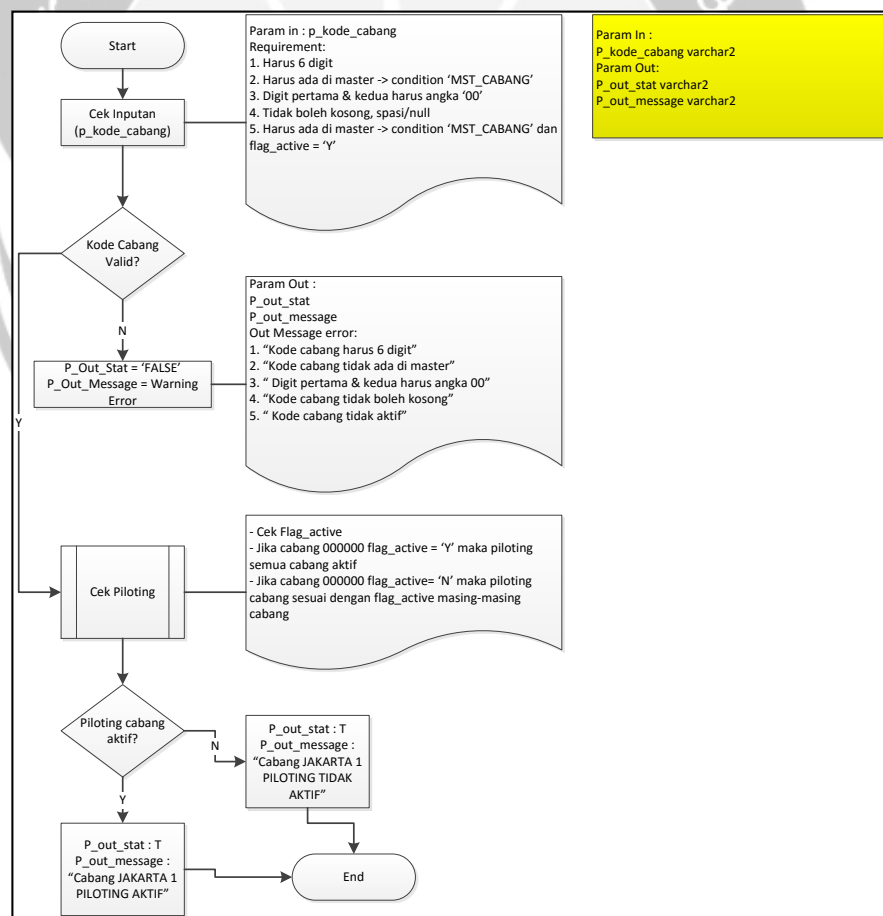 Start
Param in : p_kode_cabang
Requirement:
1. Harus 6 digit
2. Harus ada di master -> condition ‘MST_CABANG’
3. Digit pertama & kedua harus angka ‘00’
4. Tidak boleh kosong, spasi/null
5. Harus ada di master -> condition ‘MST_CABANG’ dan
flag_active = ‘Y’
Param In :
P_kode_cabang varchar2
Param Out:
P_out_stat varchar2
P_out_message varchar2
Cek Inputan
(p_kode_cabang)
Kode Cabang
Valid?
N
Y
P_Out_Stat = ‘FALSE’
P_Out_Message = Warning
Error
Param Out :
P_out_stat
P_out_message
Out Message error:
1. “Kode cabang harus 6 digit”
2. “Kode cabang tidak ada di master”
3. “ Digit pertama & kedua harus angka 00”
4. “Kode cabang tidak boleh kosong”
5. “ Kode cabang tidak aktif”
Cek Piloting
- Cek Flag_active
- Jika cabang 000000 flag_active = ‘Y’ maka piloting
semua cabang aktif
- Jika cabang 000000 flag_active= ‘N’ maka piloting
cabang sesuai dengan flag_active masing-masing
cabang
Piloting cabang
aktif?
N
P_out_stat : T
P_out_message :
“Cabang JAKARTA 1
PILOTING TIDAK
AKTIF”
Y
P_out_stat : T
P_out_message :
“Cabang JAKARTA 1
PILOTING AKTIF”
End